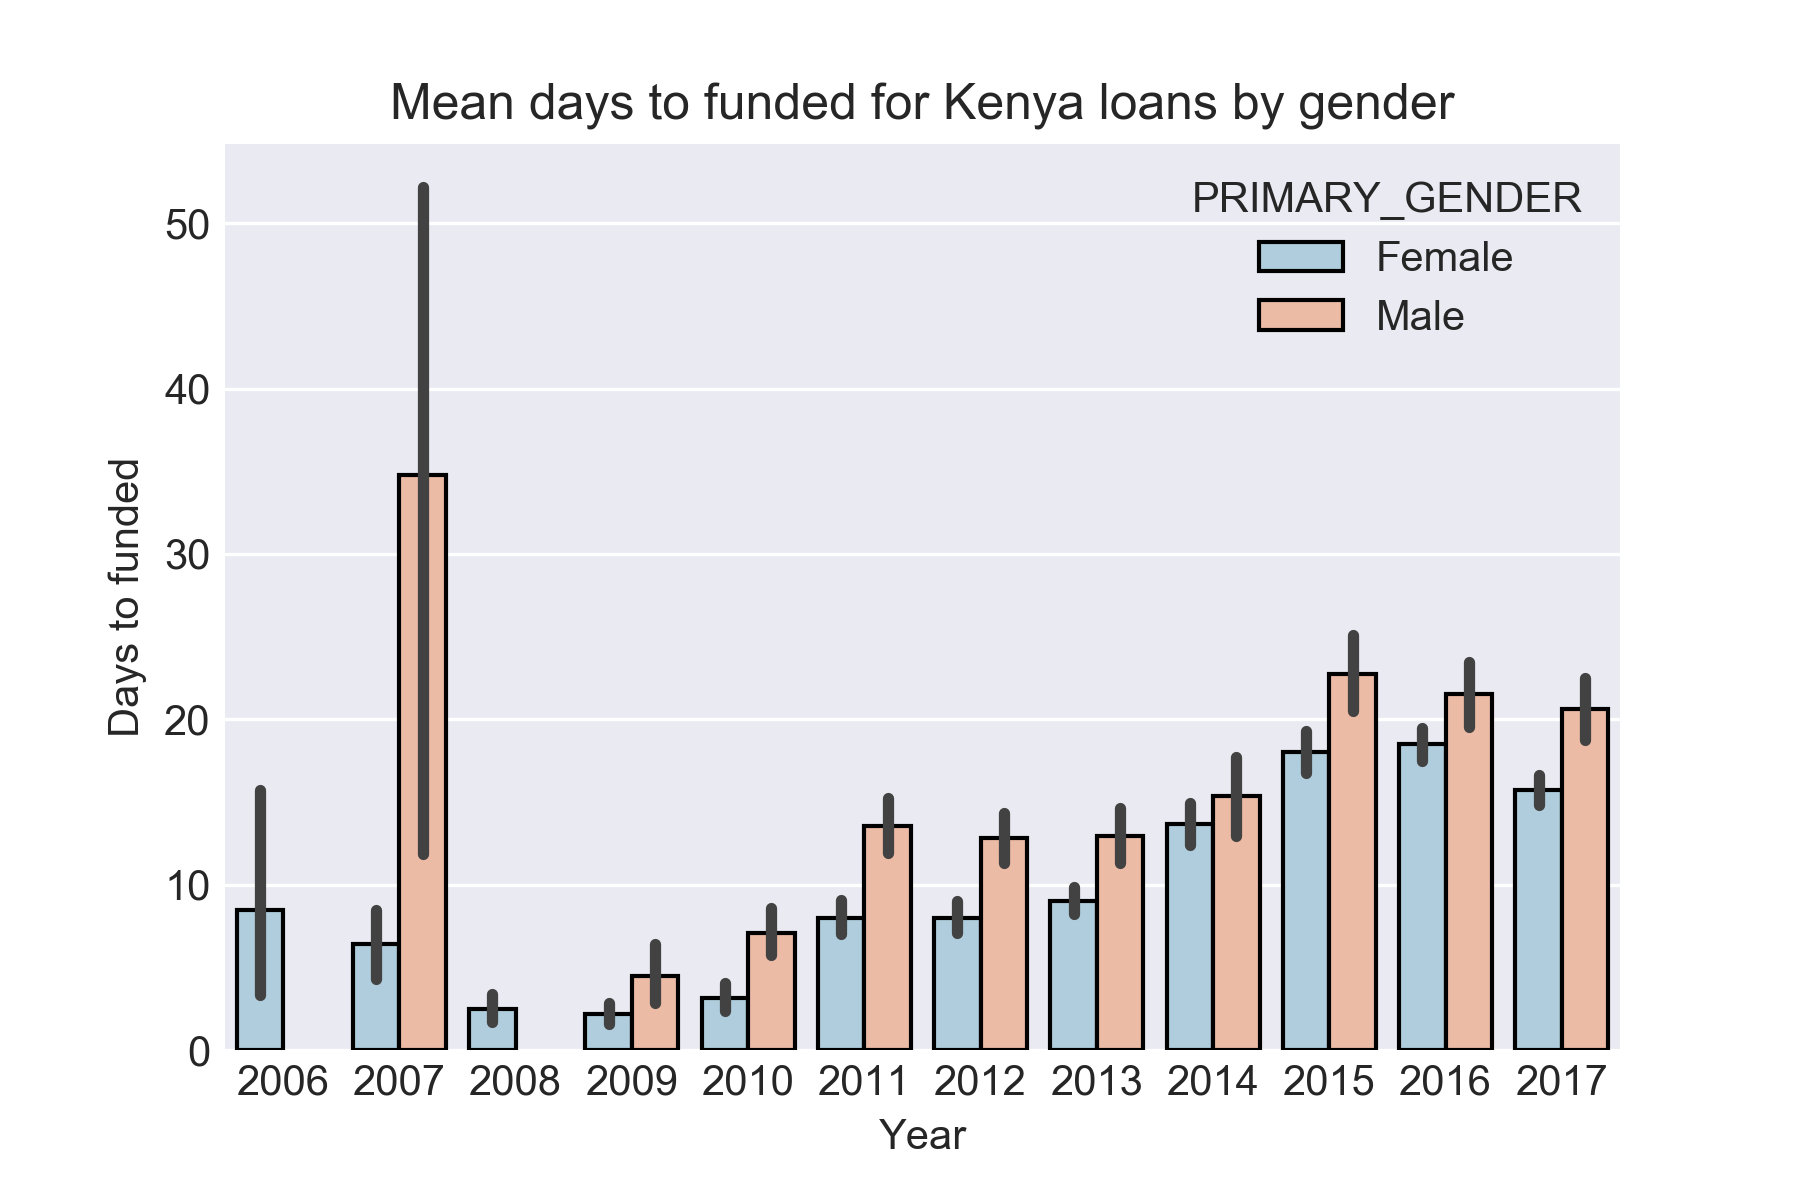 Mean days to funded for Kenya loans by gender
PRIMARY_GENDER
Female
Male
Days to funded
50
40
30
20
10
0
2006 2007 2008 2009 2010 2011 2012 2013 2014 2015 2016 2017
Year